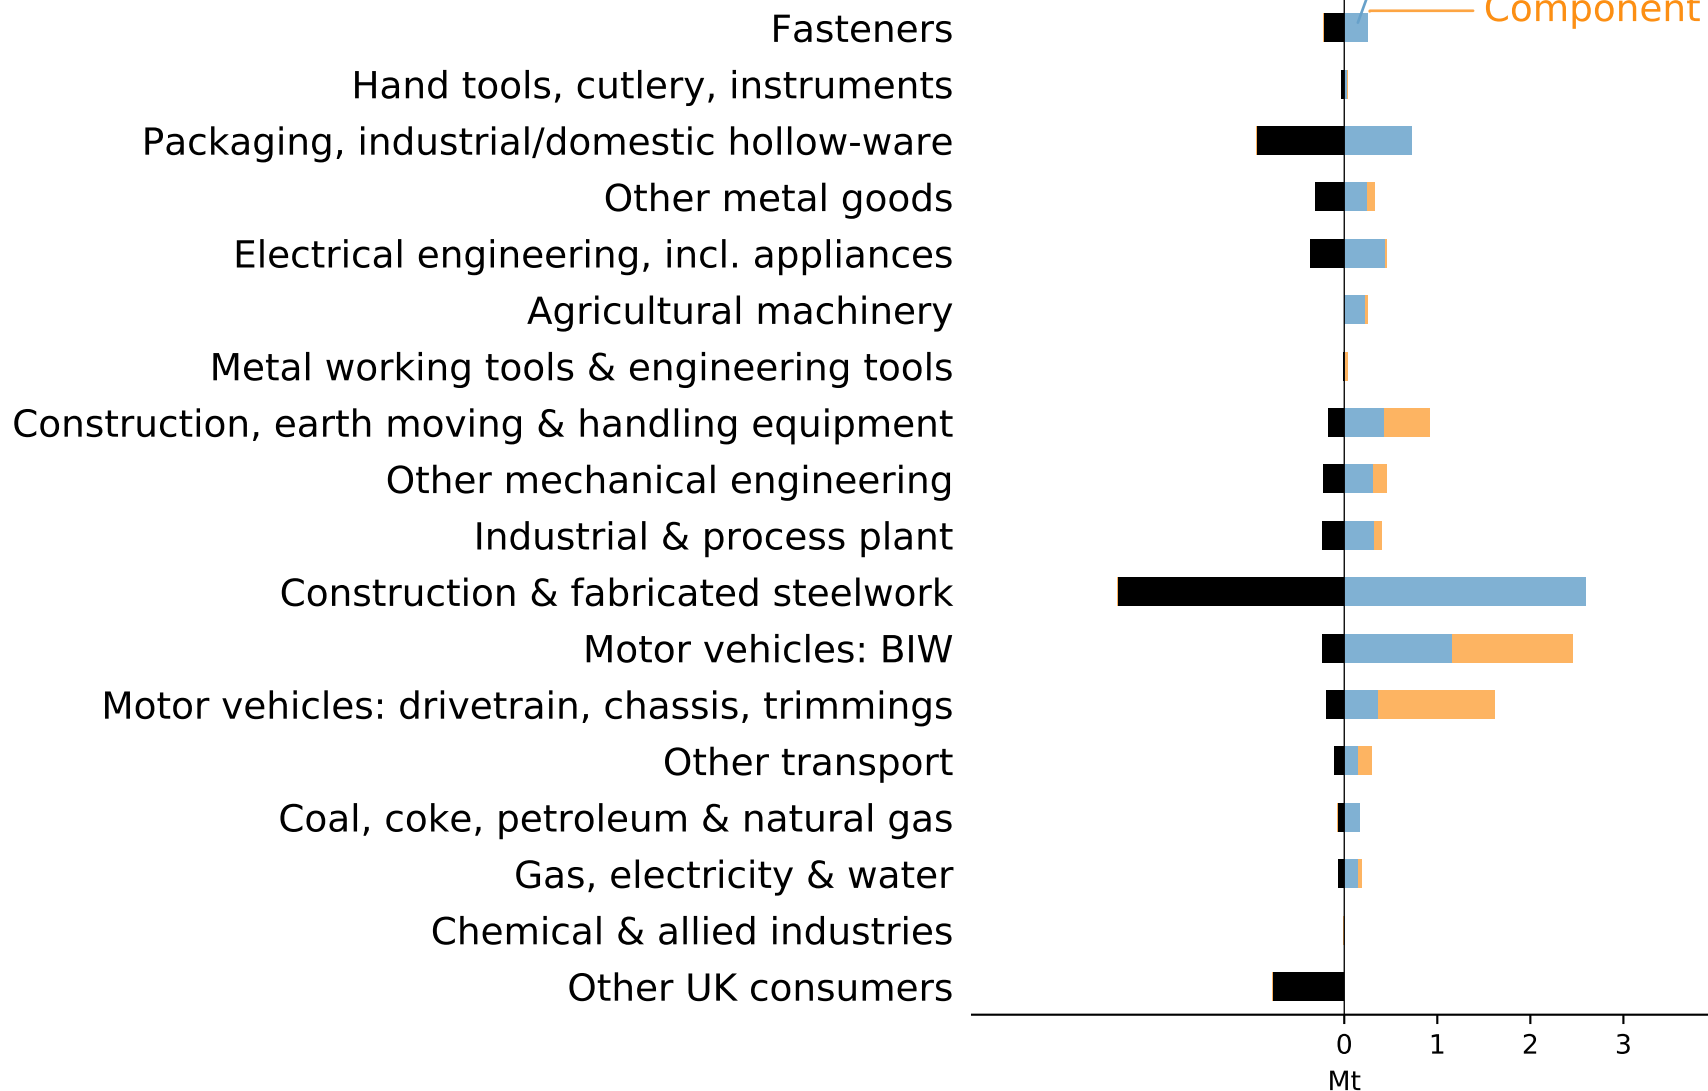 Component
Fasteners
Hand tools, cutlery, instruments
Packaging, industrial/domestic hollow-ware
Other metal goods
Electrical engineering, incl. appliances
Agricultural machinery
Metal working tools & engineering tools
Construction, earth moving & handling equipment
Other mechanical engineering
Industrial & process plant
Construction & fabricated steelwork
Motor vehicles: BIW
Motor vehicles: drivetrain, chassis, trimmings
Other transport
Coal, coke, petroleum & natural gas
Gas, electricity & water
Chemical & allied industries
Other UK consumers
0 1 2 3
Mt